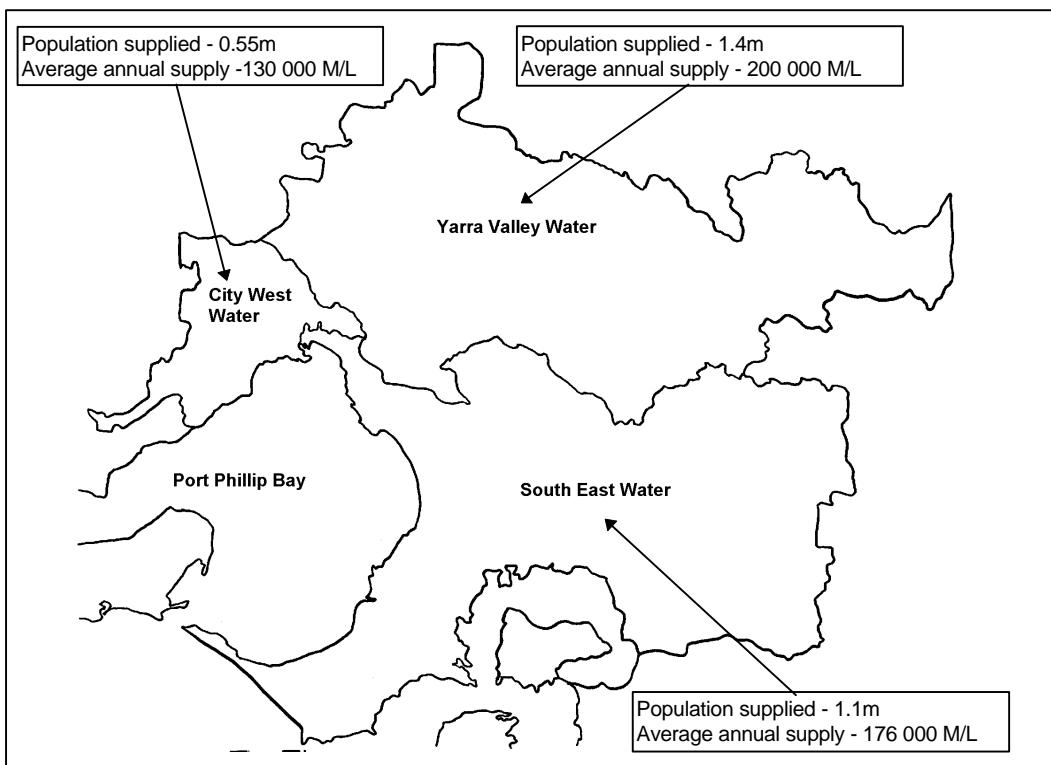 Population supplied - 0.55m
Average annual supply -130 000 M/L
Population supplied - 1.4m
Average annual supply - 200 000 M/L
Yarra Valley Water
City West
Water
Port Phillip Bay
South East Water
Population supplied - 1.1m
Average annual supply - 176 000 M/L